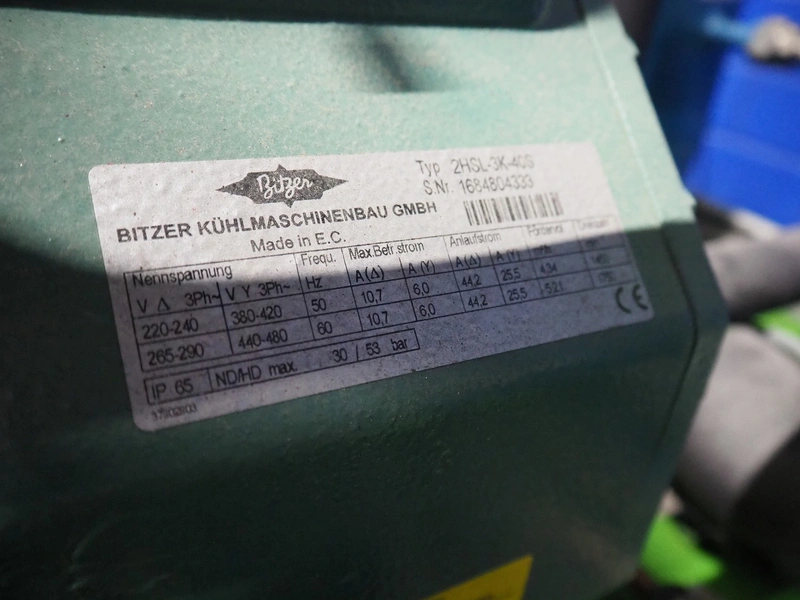 Bitzer
Typ 2HSL-3K-40S
S.Nr. 1684804333
BITZER KÜHLMASCHINENBAU GMBH
Made in E.C.
Nennspannung Frequ. Max.Betr.strom Anlaufstrom
V Δ 3Ph~ V Y 3Ph~ Hz A (Δ) A (Y) A (Δ) A (Y)
220-240 380-420 50 10,7 6,0 44,2 25,5 4,34
265-290 440-480 60 10,7 6,0 44,2 25,5 5,21
IP 65 ND/HD max. 30 / 53 bar
CE